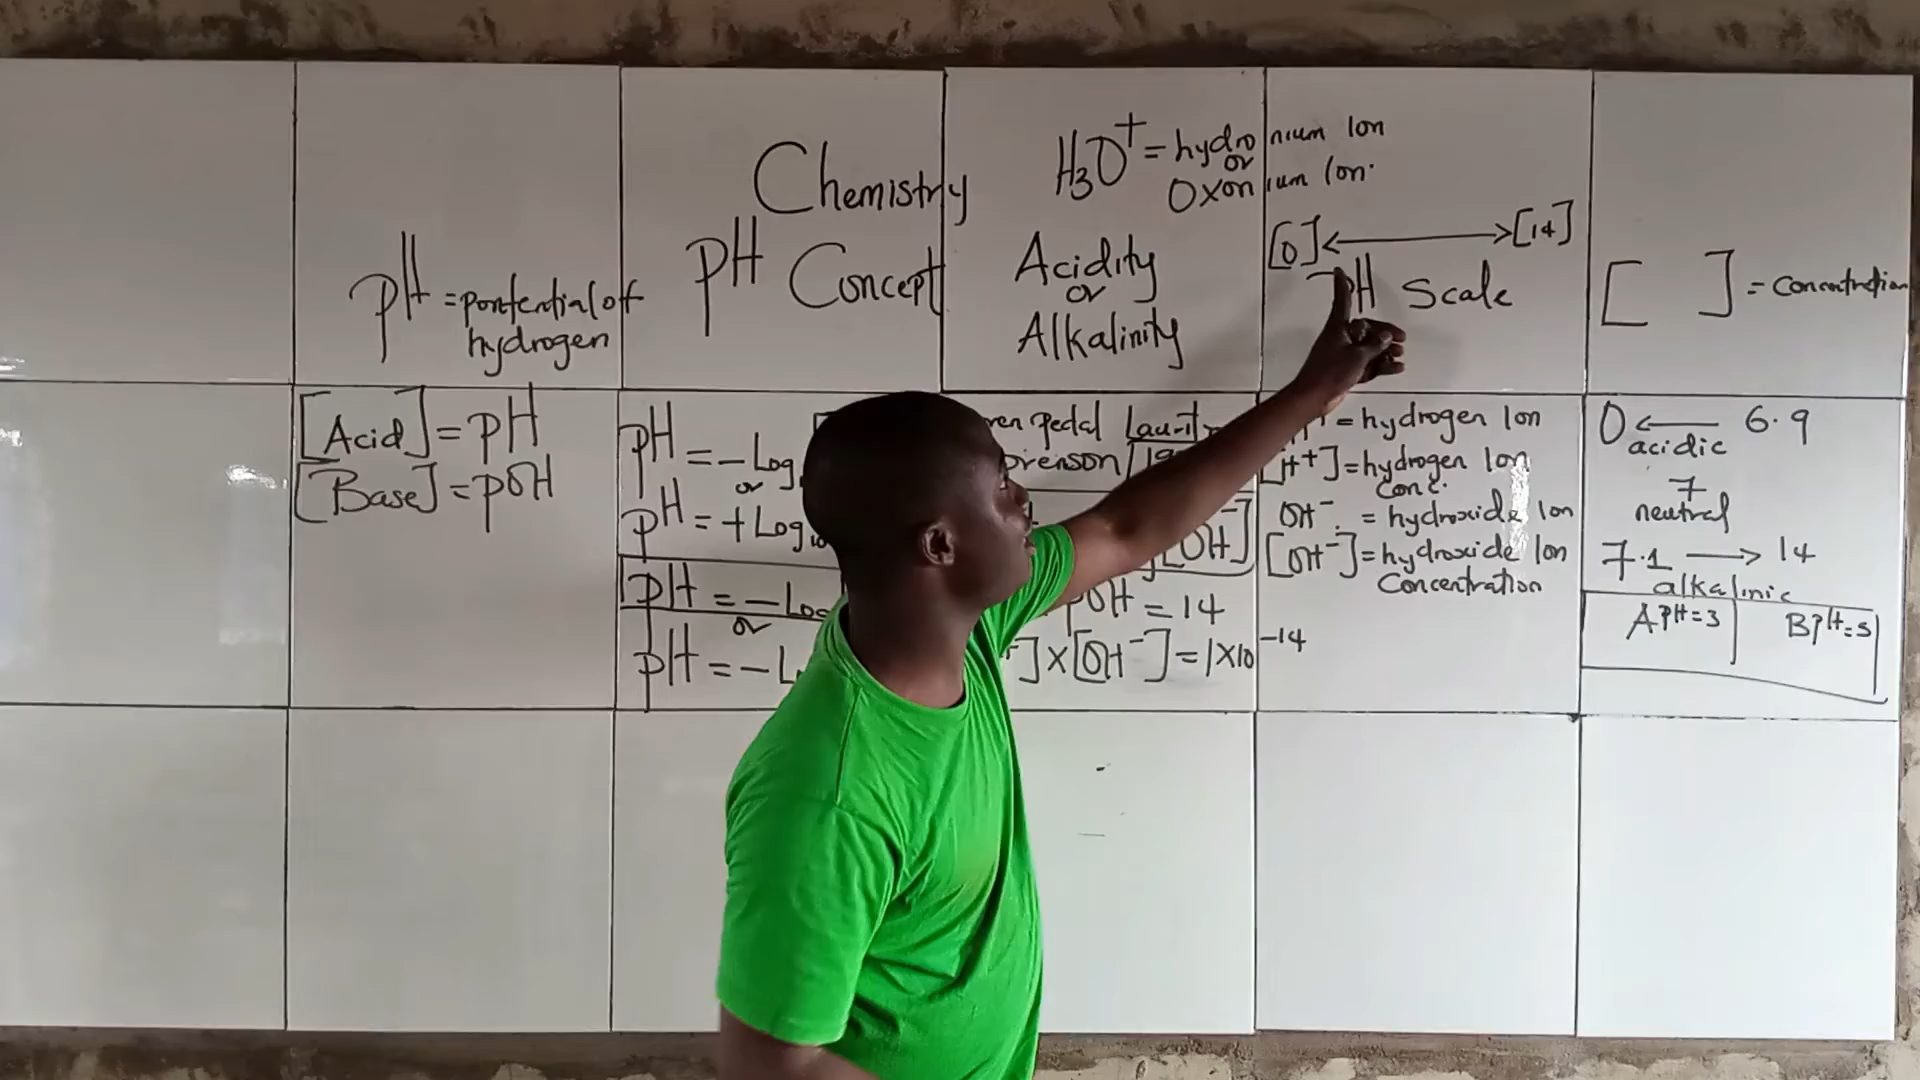 Chemistry
pH Concept
pH = pontential of
hydrogen
H3O+ = hydronium Ion
or
Oxonium Ion.
Acidity
or
Alkalinity
[0] <-----> [14]
pH Scale
[ ] = Concentration
[Acid] = pH
[Base] = pOH
pH = -Log
or
pH = +Log10
pH = -Log
or
pH = -L
Pedal Laurit
[OH-]
pOH = 14
] X [OH-] = 1X10-14
= hydrogen Ion
[H+] = hydrogen Ion
Conc.
OH-. = hydroxide Ion
[OH-] = hydroxide Ion
Concentration
0 <--- 6.9
acidic
7
neutral
7.1 ---> 14
alkalinic
A pH=3
B pH=5